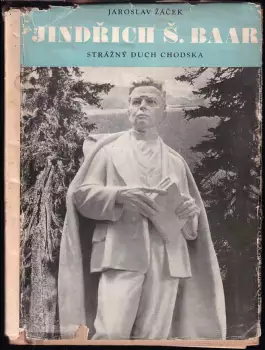 JAROSLAV ŽÁČEK
JINDŘICH Š. BAAR
STRÁŽNÝ DUCH CHODSKA